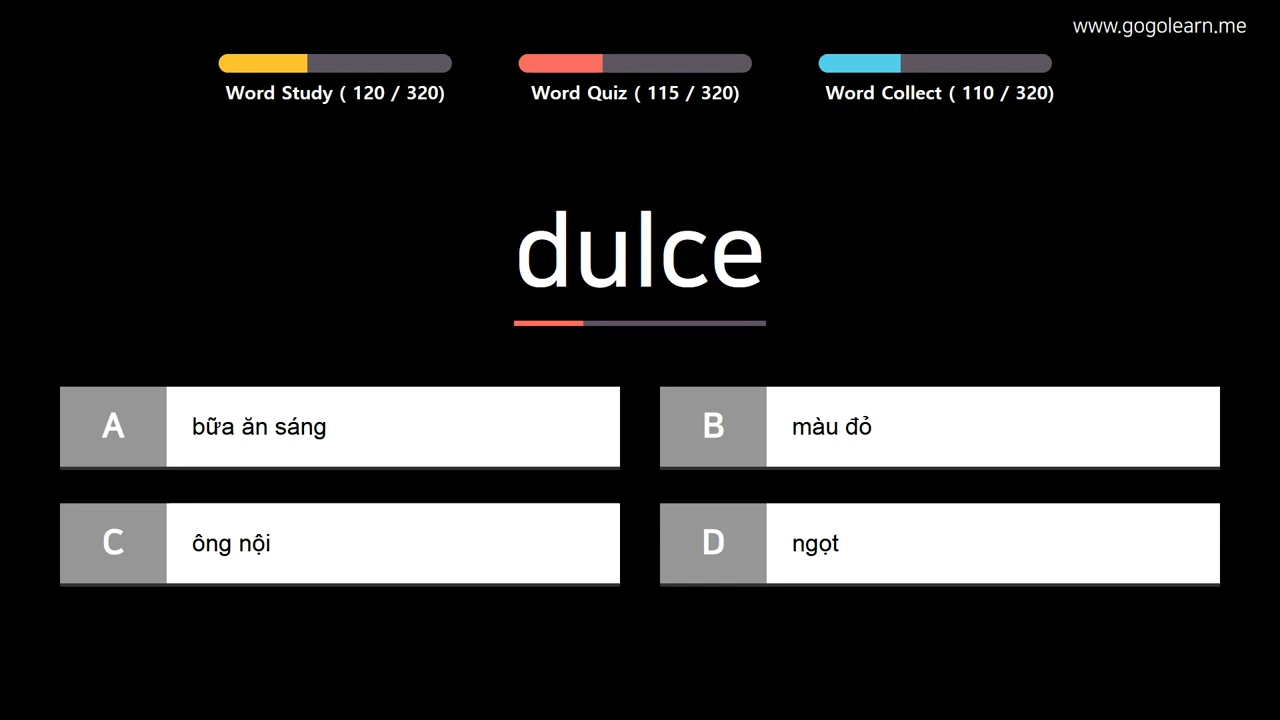 www.gogolearn.me
Word Study ( 120 / 320)
Word Quiz ( 115 / 320)
Word Collect ( 110 / 320)
dulce
A
bữa ăn sáng
B
màu đỏ
C
ông nội
D
ngọt